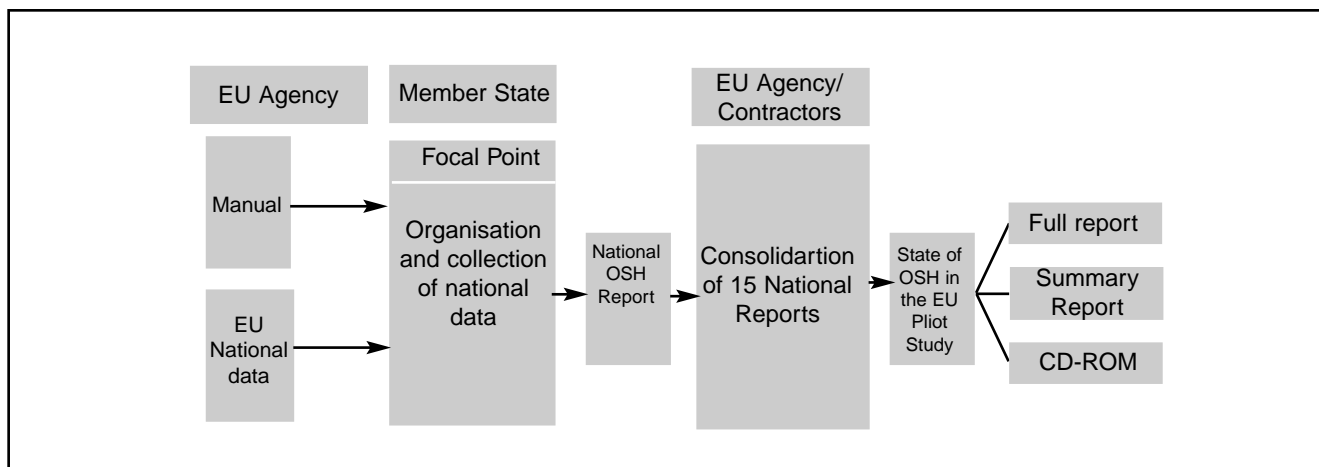 EU Agency
Member State
EU Agency/
Contractors
Manual
EU
National
data
Focal Point
Organisation
and collection
of national
data
National
OSH
Report
Consolidartion
of 15 National
Reports
State of
OSH in
the EU
Pliot
Study
Full report
Summary
Report
CD-ROM